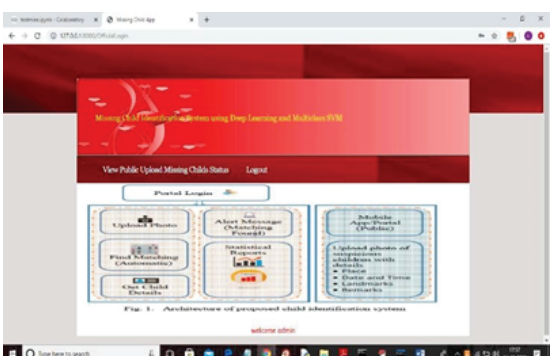 Missing Child App
Missing Child Identification System using Deep Learning and Multiclass SVM
View Public Upload Missing Childs Status Logout
Portal Login
Upload Photo
Alert Message
(Matching
Found)
Find Matching
(Automatic)
Statistical
Reports
Get Child
Details
Mobile
App/Portal
(Public)
Upload photo of
suspicious
children with
details
• Place
• Date and Time
• Landmarks
• Remarks
Fig. 1. Architecture of proposed child identification system
welcome admin
Type here to search